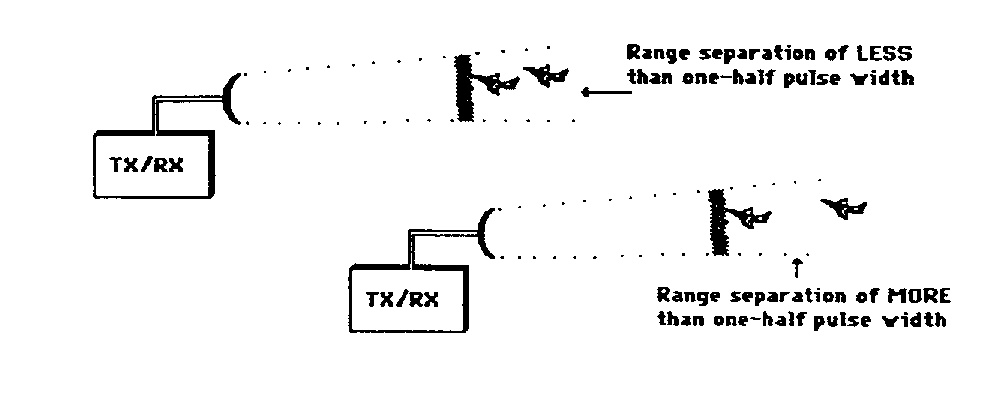 Range separation of LESS
than one-half pulse width
TX/RX
TX/RX
Range separation of MORE
than one-half pulse width